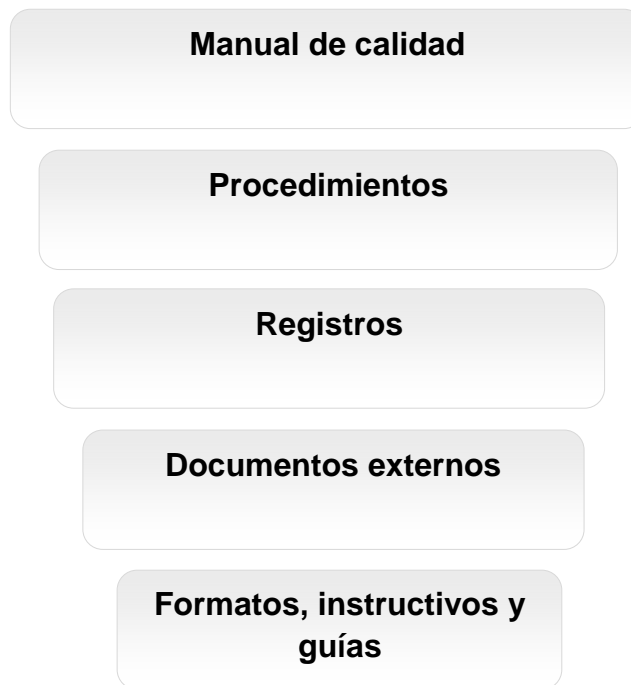 Manual de calidad
Procedimientos
Registros
Documentos externos
Formatos, instructivos y
guías